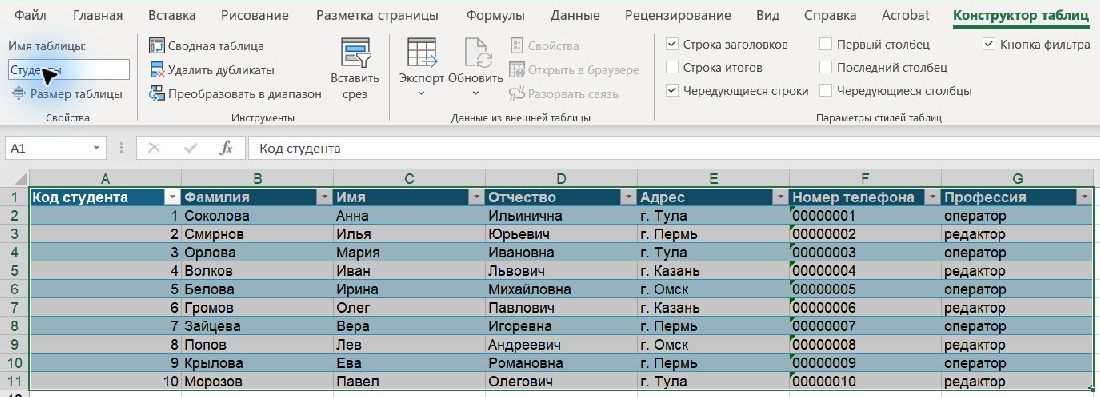 Файл Главная Вставка Рисование Разметка страницы Формулы Данные Рецензирование Вид Справка Acrobat Конструктор таблиц
Имя таблицы:
Студенты
Размер таблицы
Свойства
Сводная таблица
Удалить дубликаты
Преобразовать в диапазон
Вставить срез
Инструменты
Экспорт Обновить
Свойства
Открыть в браузере
Разорвать связь
Данные из внешней таблицы
Строка заголовков Первый столбец Кнопка фильтра
Строка итогов Последний столбец
Чередующиеся строки Чередующиеся столбцы
Параметры стилей таблиц
A1 fx Код студента
A B C D E F G
1 Код студента Фамилия Имя Отчество Адрес Номер телефона Профессия
2 1 Соколова Анна Ильинична г. Тула 00000001 оператор
3 2 Смирнов Илья Юрьевич г. Пермь 00000002 редактор
4 3 Орлова Мария Ивановна г. Тула 00000003 оператор
5 4 Волков Иван Львович г. Казань 00000004 редактор
6 5 Белова Ирина Михайловна г. Омск 00000005 оператор
7 6 Громов Олег Павлович г. Казань 00000006 редактор
8 7 Зайцева Вера Игоревна г. Пермь 00000007 оператор
9 8 Попов Лев Андреевич г. Омск 00000008 редактор
10 9 Крылова Ева Романовна г. Пермь 00000009 оператор
11 10 Морозов Павел Олегович г. Тула 00000010 редактор